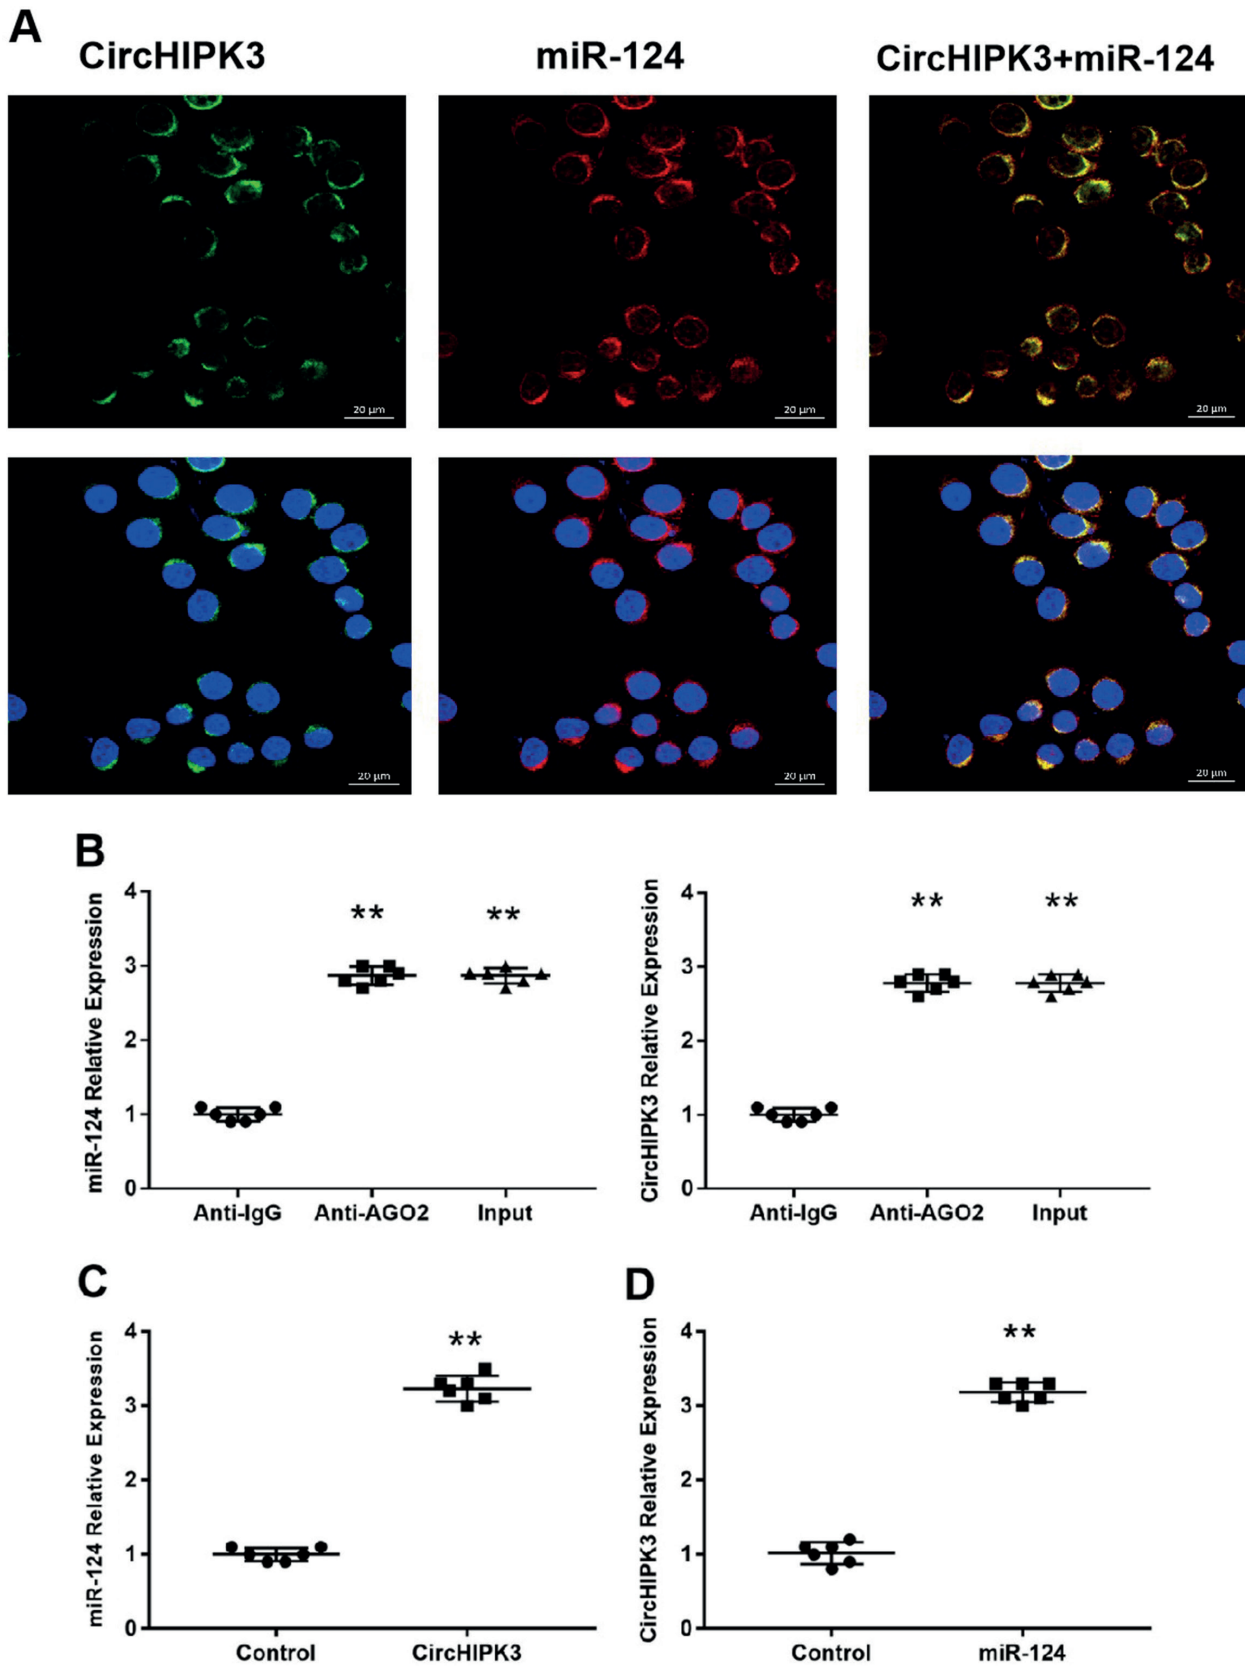 A
CircHIPK3
miR-124
CircHIPK3+miR-124
20 µm
20 µm
20 µm
20 µm
20 µm
20 µm
B
miR-124 Relative Expression
4
3
2
1
0
**
**
Anti-IgG
Anti-AGO2
Input
CircHIPK3 Relative Expression
4
3
2
1
0
**
**
Anti-IgG
Anti-AGO2
Input
C
miR-124 Relative Expression
4
3
2
1
0
**
Control
CircHIPK3
D
CircHIPK3 Relative Expression
4
3
2
1
0
**
Control
miR-124